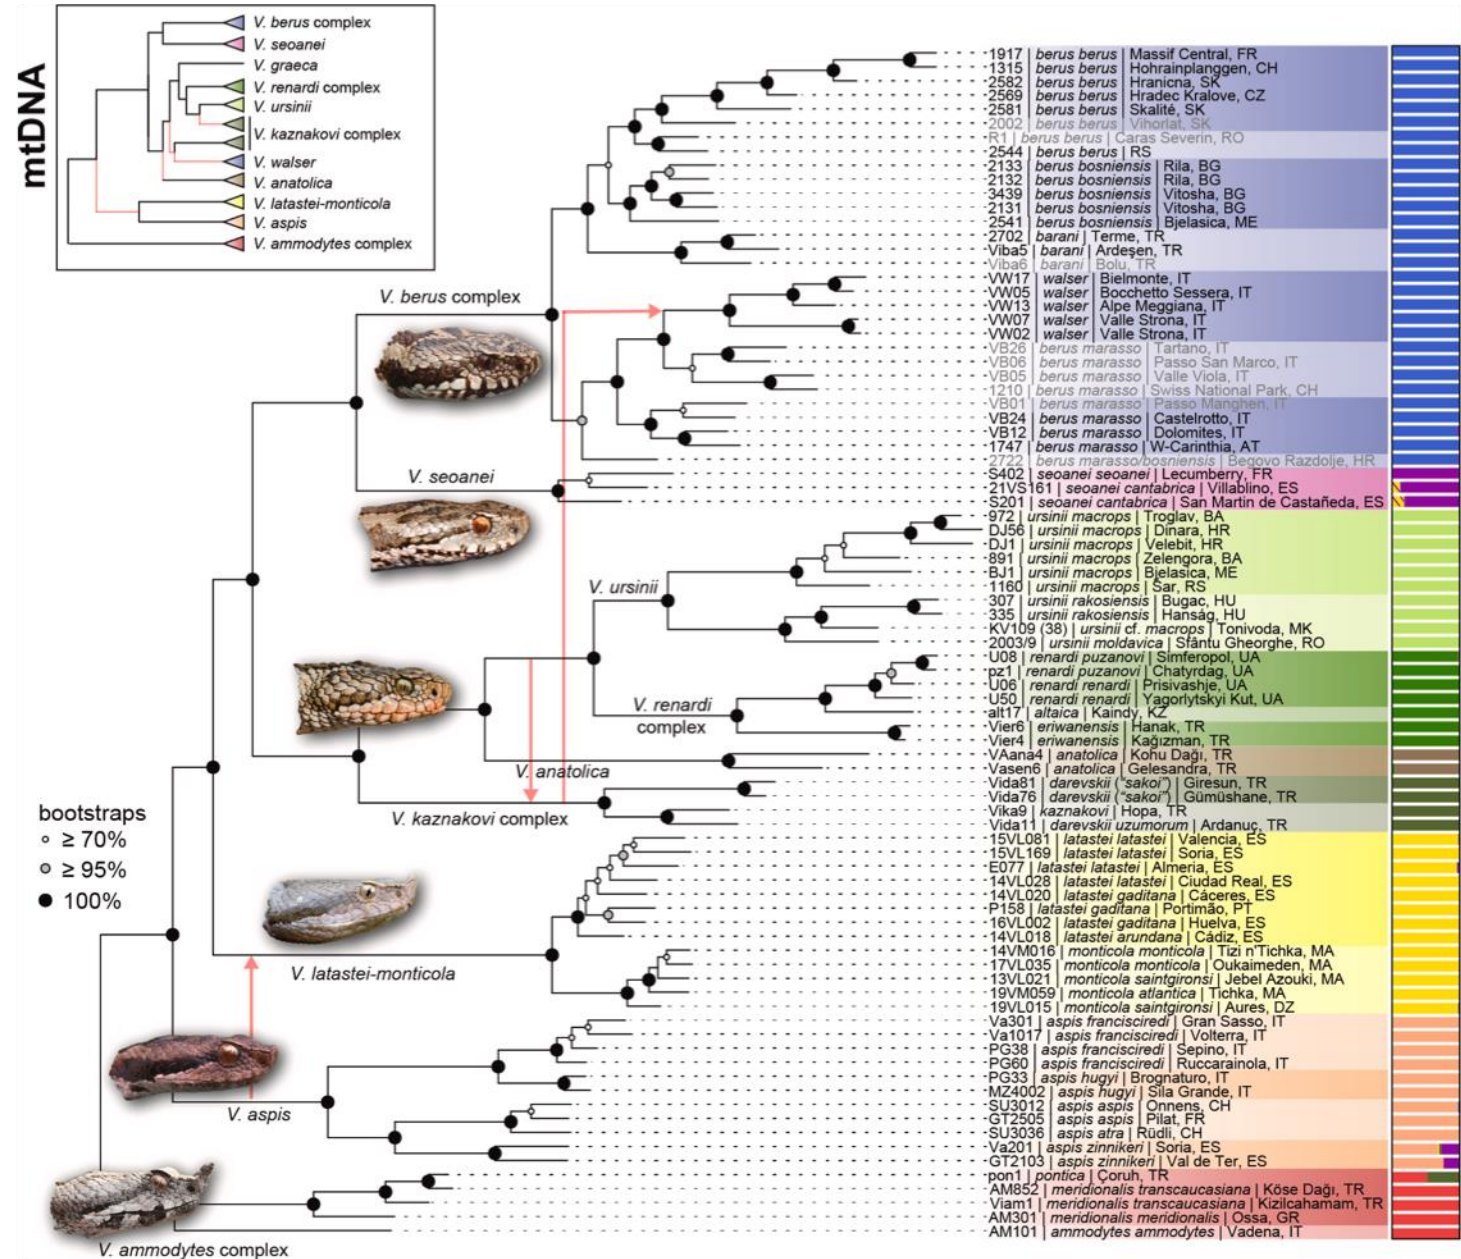 mtDNA
V. berus complex
V. seoanei
V. graeca
V. renardi complex
V. ursinii
V. kaznakovi complex
V. walser
V. anatolica
V. latastei-monticola
V. aspis
V. ammodytes complex
V. berus complex
V. seoanei
V. ursinii
V. renardi
complex
V. anatolica
V. kaznakovi complex
bootstraps
≥ 70%
≥ 95%
100%
V. latastei-monticola
V. aspis
V. ammodytes complex
1917 | berus berus | Massif Central, FR
1315 | berus berus | Hohrainplanggen, CH
2582 | berus berus | Hranicna, SK
2569 | berus berus | Hradec Kralove, CZ
2581 | berus berus | Skalité, SK
2002 | berus berus | Vihorlat, SK
R1 | berus berus | Caras Severin, RO
2544 | berus berus | RS
2133 | berus bosniensis | Rila, BG
2132 | berus bosniensis | Rila, BG
3439 | berus bosniensis | Vitosha, BG
2131 | berus bosniensis | Vitosha, BG
2541 | berus bosniensis | Bjelasica, ME
2702 | barani | Terme, TR
Viba5 | barani | Ardeşen, TR
Viba6 | barani | Bolu, TR
VW17 | walser | Bielmonte, IT
VW05 | walser | Bocchetto Sessera, IT
VW13 | walser | Alpe Meggiana, IT
VW07 | walser | Valle Strona, IT
VW02 | walser | Valle Strona, IT
VB26 | berus marasso | Tartano, IT
VB06 | berus marasso | Passo San Marco, IT
VB05 | berus marasso | Valle Viola, IT
1210 | berus marasso | Swiss National Park, CH
VB01 | berus marasso | Passo Manghen, IT
VB24 | berus marasso | Castelrotto, IT
VB12 | berus marasso | Dolomites, IT
1747 | berus marasso | W-Carinthia, AT
2722 | berus marasso/bosniensis | Begovo Razdolje, HR
S402 | seoanei seoanei | Lecumberry, FR
21VS161 | seoanei cantabrica | Villablino, ES
S201 | seoanei cantabrica | San Martin de Castañeda, ES
972 | ursinii macrops | Troglav, BA
DJ56 | ursinii macrops | Dinara, HR
DJ1 | ursinii macrops | Velebit, HR
891 | ursinii macrops | Zelengora, BA
BJ1 | ursinii macrops | Bjelasica, ME
1160 | ursinii macrops | Šar, RS
307 | ursinii rakosiensis | Bugac, HU
335 | ursinii rakosiensis | Hanság, HU
KV109 (38) | ursinii cf. macrops | Tonivoda, MK
2003/9 | ursinii moldavica | Sfântu Gheorghe, RO
U08 | renardi puzanovi | Simferopol, UA
pz1 | renardi puzanovi | Chatyrdag, UA
U06 | renardi renardi | Prisivashje, UA
U50 | renardi renardi | Yagorlytskyi Kut, UA
alt17 | altaica | Kaindy, KZ
Vier6 | eriwanensis | Hanak, TR
Vier4 | eriwanensis | Kağızman, TR
VAana4 | anatolica | Kohu Dağı, TR
Vasen6 | anatolica | Gelesandra, TR
Vida81 | darevskii ("sakoi") | Giresun, TR
Vida76 | darevskii ("sakoi") | Gümüshane, TR
Vika9 | kaznakovi | Hopa, TR
Vida11 | darevskii uzumorum | Ardanuç, TR
15VL081 | latastei latastei | Valencia, ES
15VL169 | latastei latastei | Soria, ES
E077 | latastei latastei | Almeria, ES
14VL028 | latastei latastei | Ciudad Real, ES
14VL020 | latastei gaditana | Cáceres, ES
P158 | latastei gaditana | Portimão, PT
16VL002 | latastei gaditana | Huelva, ES
14VL018 | latastei arundana | Cádiz, ES
14VM016 | monticola monticola | Tizi n'Tichka, MA
17VL035 | monticola monticola | Oukaimeden, MA
13VL021 | monticola saintgironsi | Jebel Azouki, MA
19VM059 | monticola atlantica | Tichka, MA
19VL015 | monticola saintgironsi | Aures, DZ
Va301 | aspis francisciredi | Gran Sasso, IT
Va1017 | aspis francisciredi | Volterra, IT
PG38 | aspis francisciredi | Sepino, IT
PG60 | aspis francisciredi | Ruccarainola, IT
PG33 | aspis hugyi | Brognaturo, IT
MZ4002 | aspis hugyi | Sila Grande, IT
SU3012 | aspis aspis | Onnens, CH
GT2505 | aspis aspis | Pilat, FR
SU3036 | aspis atra | Rüdli, CH
Va201 | aspis zinnikeri | Soria, ES
GT2103 | aspis zinnikeri | Val de Ter, ES
pon1 | pontica | Çoruh, TR
AM852 | meridionalis transcaucasiana | Köse Dağı, TR
Viam1 | meridionalis transcaucasiana | Kizilcahamam, TR
AM301 | meridionalis meridionalis | Ossa, GR
AM101 | ammodytes ammodytes | Vadena, IT